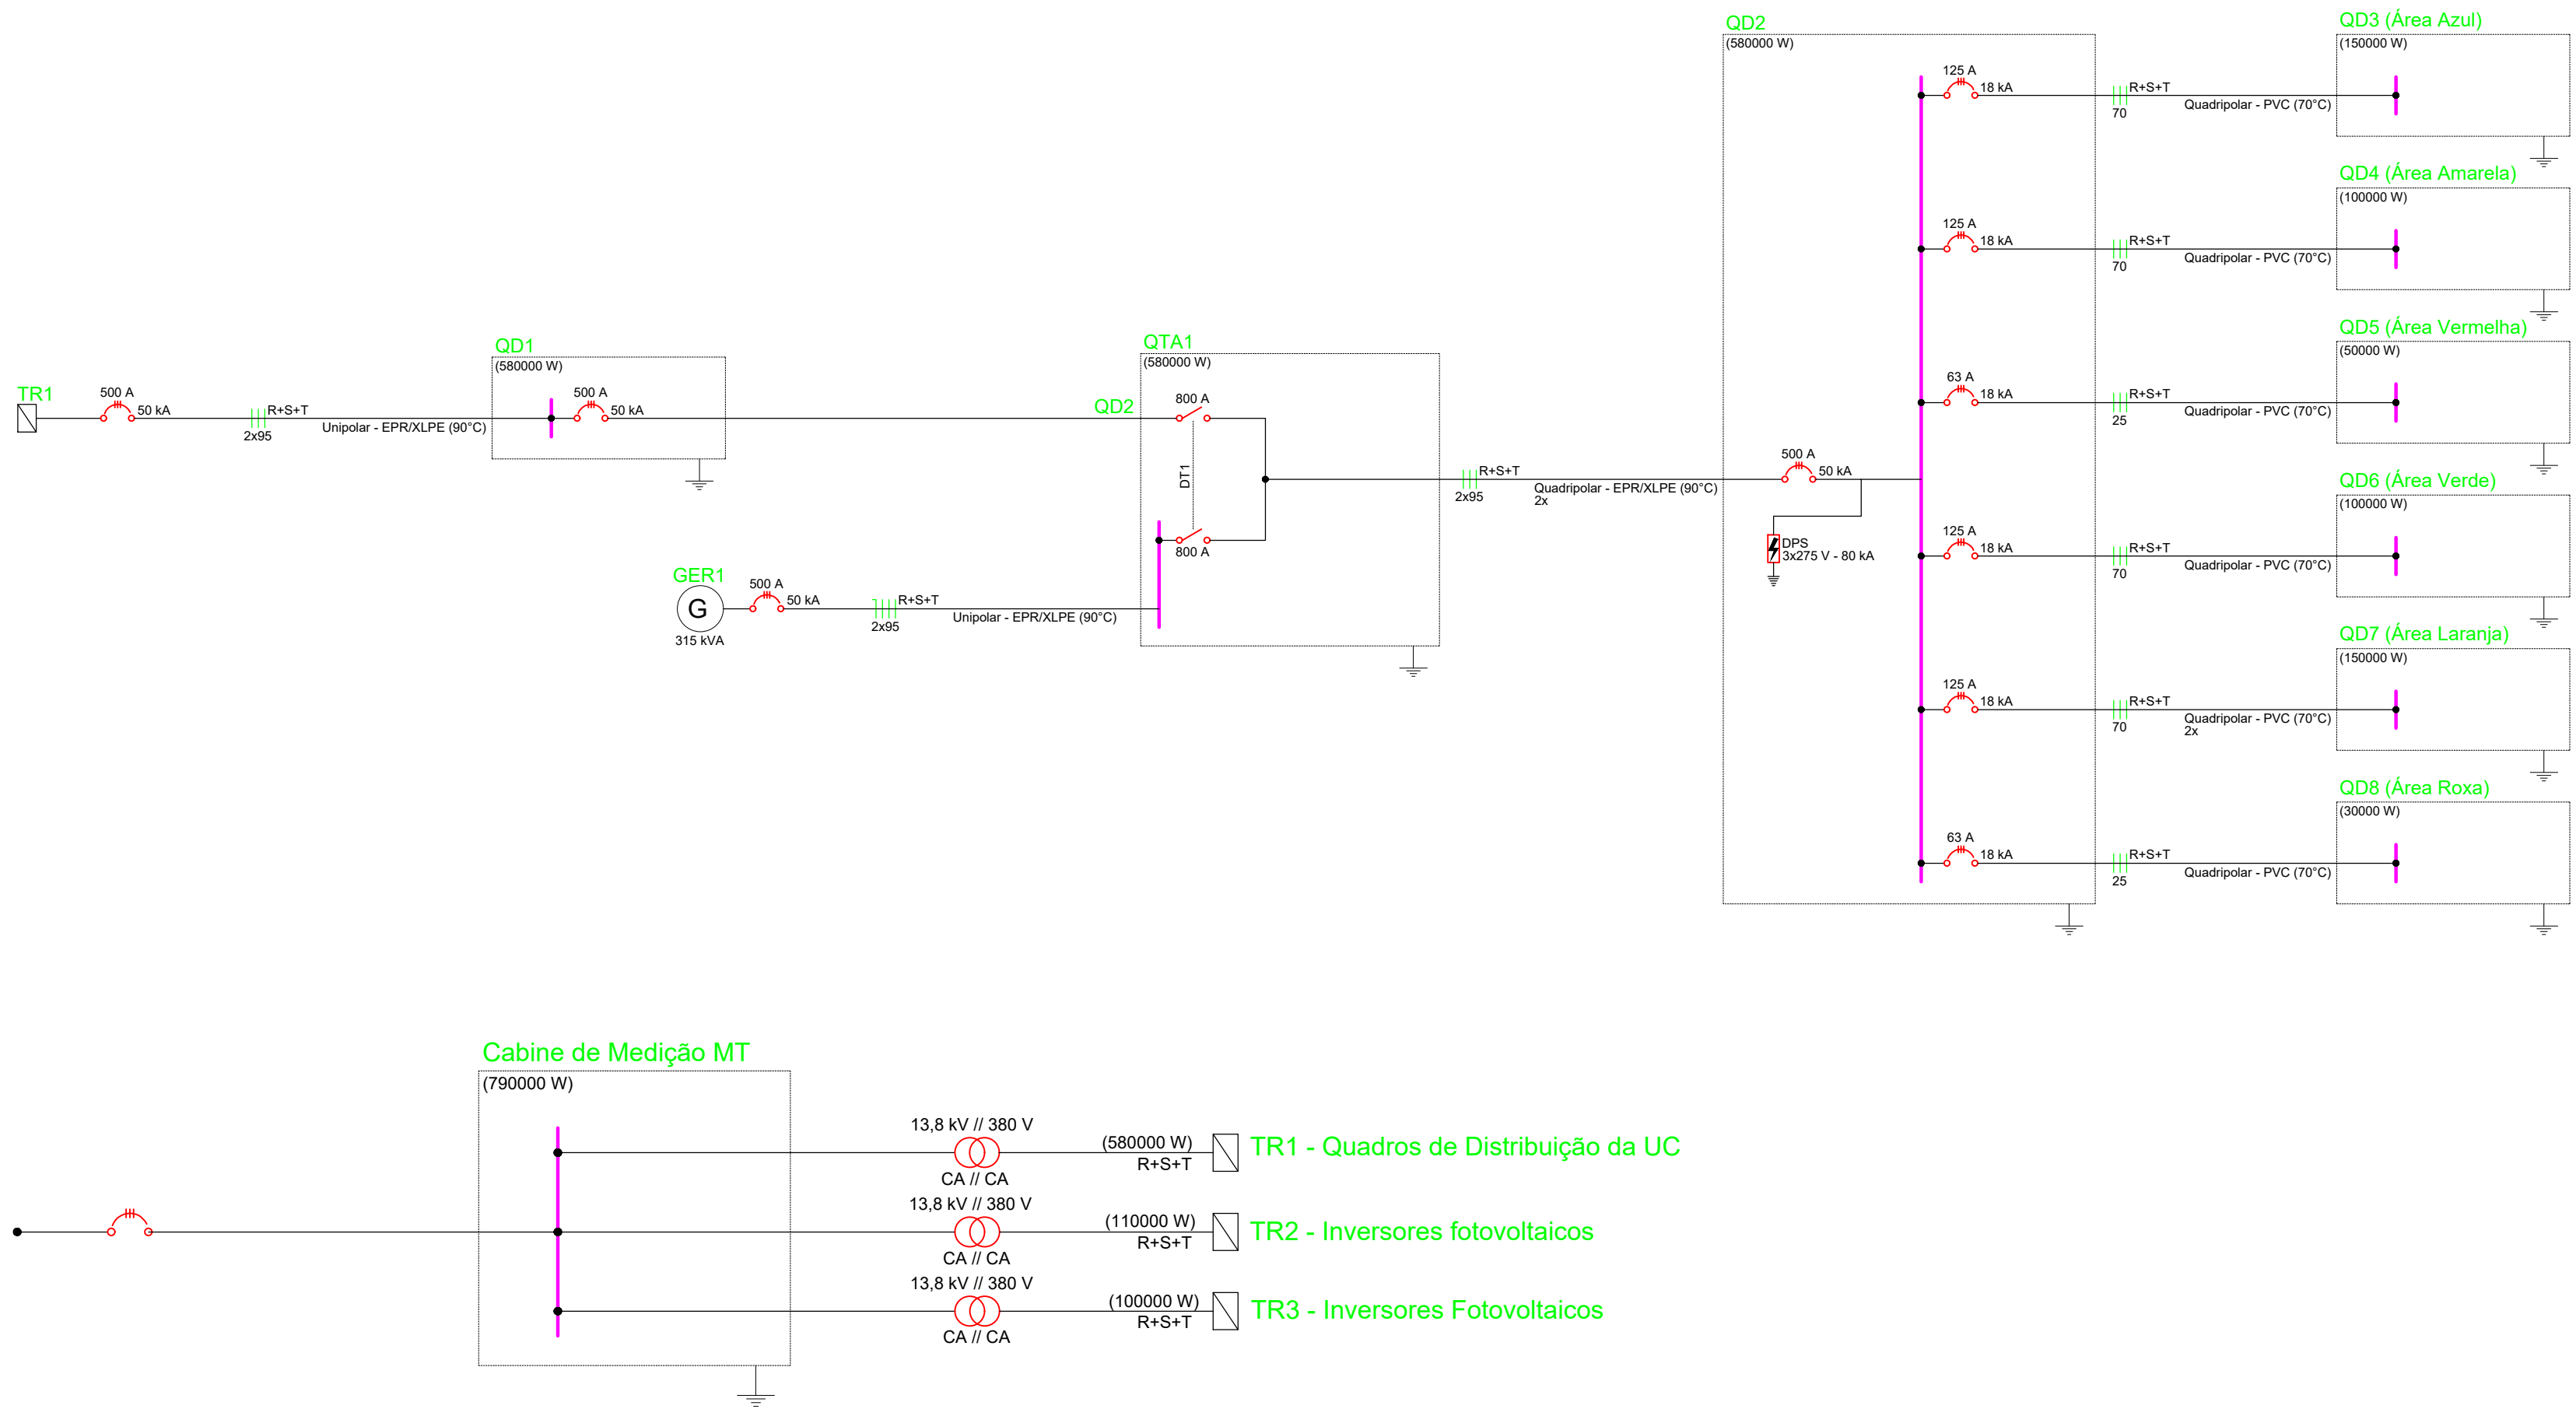 QD2
(580000 W)
125 A
18 kA
R+S+T
70
Quadripolar - PVC (70°C)
QD3 (Área Azul)
(150000 W)
125 A
18 kA
R+S+T
70
Quadripolar - PVC (70°C)
QD4 (Área Amarela)
(100000 W)
63 A
18 kA
R+S+T
25
Quadripolar - PVC (70°C)
QD5 (Área Vermelha)
(50000 W)
125 A
18 kA
R+S+T
70
Quadripolar - PVC (70°C)
QD6 (Área Verde)
(100000 W)
125 A
18 kA
R+S+T
70
Quadripolar - PVC (70°C)
2x
QD7 (Área Laranja)
(150000 W)
63 A
18 kA
R+S+T
25
Quadripolar - PVC (70°C)
QD8 (Área Roxa)
(30000 W)
TR1
500 A
50 kA
R+S+T
2x95
Unipolar - EPR/XLPE (90°C)
QD1
(580000 W)
500 A
50 kA
QD2
QTA1
(580000 W)
800 A
DT1
800 A
GER1
G
315 kVA
500 A
50 kA
R+S+T
2x95
Unipolar - EPR/XLPE (90°C)
R+S+T
2x95
Quadripolar - EPR/XLPE (90°C)
2x
500 A
50 kA
DPS
3x275 V - 80 kA
Cabine de Medição MT
(790000 W)
13,8 kV // 380 V
CA // CA
(580000 W)
R+S+T
TR1 - Quadros de Distribuição da UC
13,8 kV // 380 V
CA // CA
(110000 W)
R+S+T
TR2 - Inversores fotovoltaicos
13,8 kV // 380 V
CA // CA
(100000 W)
R+S+T
TR3 - Inversores Fotovoltaicos